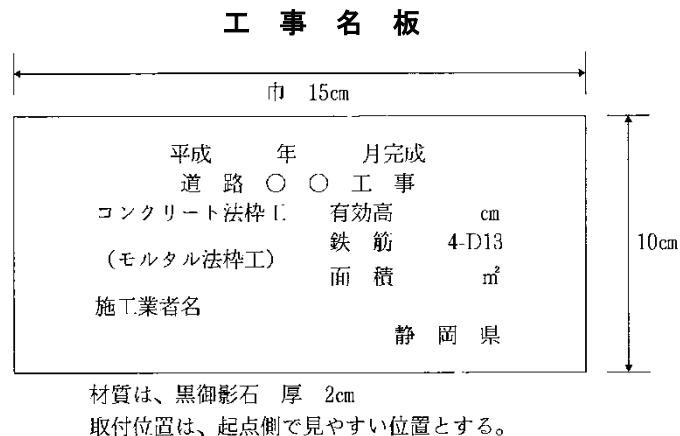 工事名板
巾 15cm
平成 年 月完成
道路〇〇工事
コンクリート法枠工 有効高 cm
鉄筋 4-D13
(モルタル法枠工)
面積 ㎡
施工業者名
静岡県
10cm
材質は、黒御影石 厚 2cm
取付位置は、起点側で見やすい位置とする。